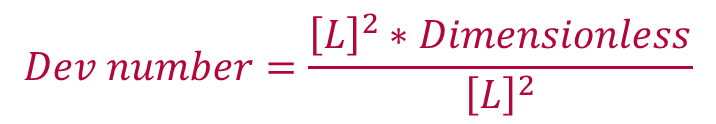 Dev number = [L]² * Dimensionless / [L]²